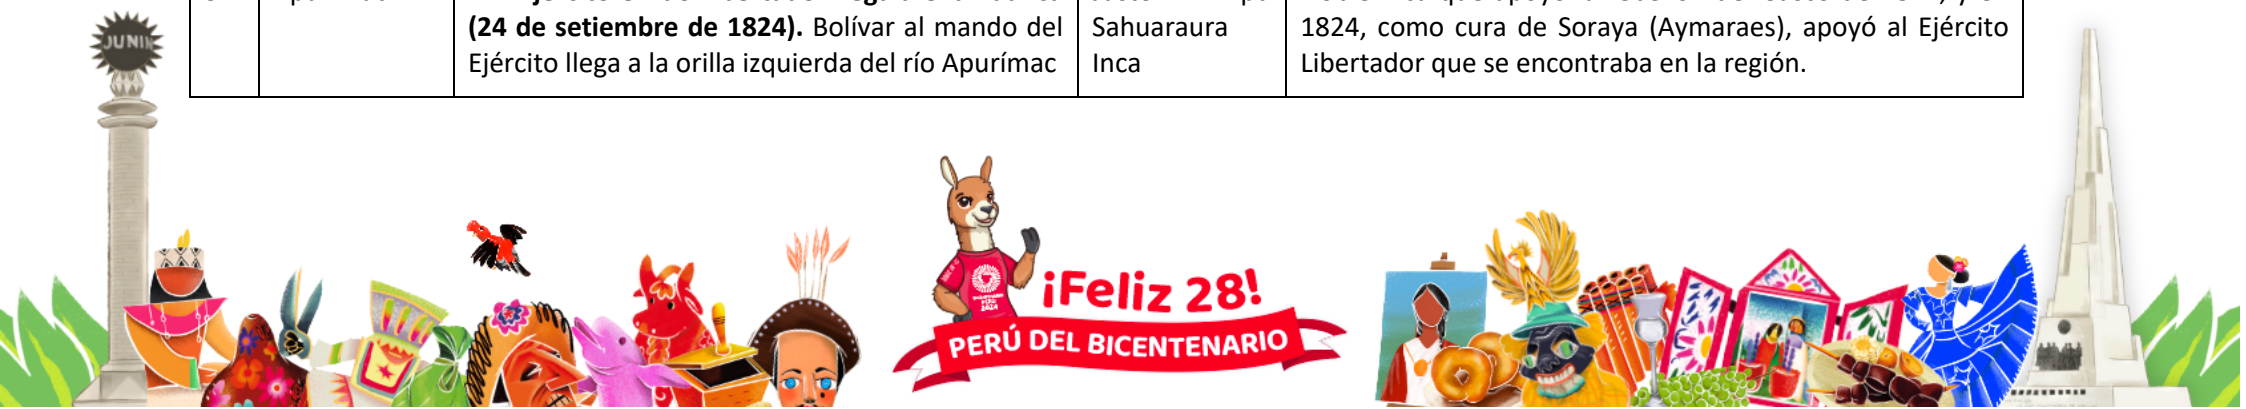 (24 de setiembre de 1824). Bolívar al mando del
Ejército llega a la orilla izquierda del río Apurímac
Sahuaraura
Inca
1824, como cura de Soraya (Aymaraes), apoyó al Ejército
Libertador que se encontraba en la región.
JUNIN
¡Feliz 28!
PERÚ DEL BICENTENARIO